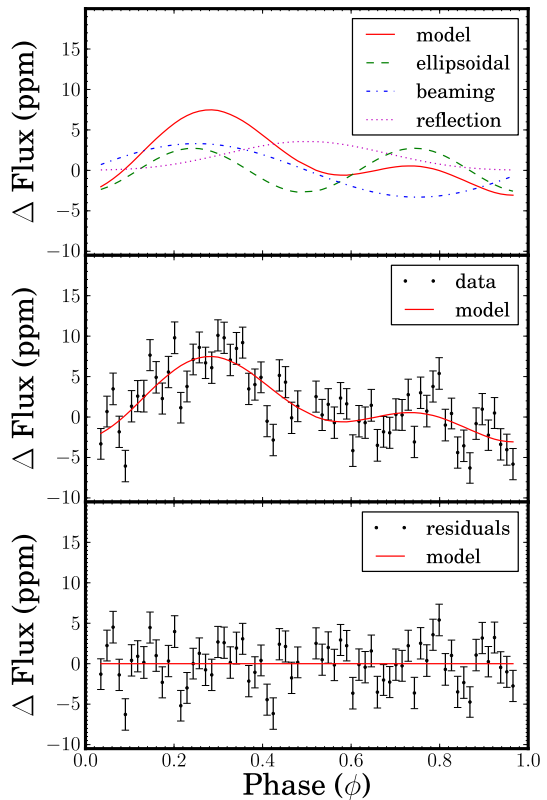 Δ Flux (ppm)
15
10
5
0
−5
−10
model
ellipsoidal
beaming
reflection
Δ Flux (ppm)
15
10
5
0
−5
−10
data
model
Δ Flux (ppm)
15
10
5
0
−5
−10
residuals
model
0.0 0.2 0.4 0.6 0.8 1.0
Phase (ϕ)